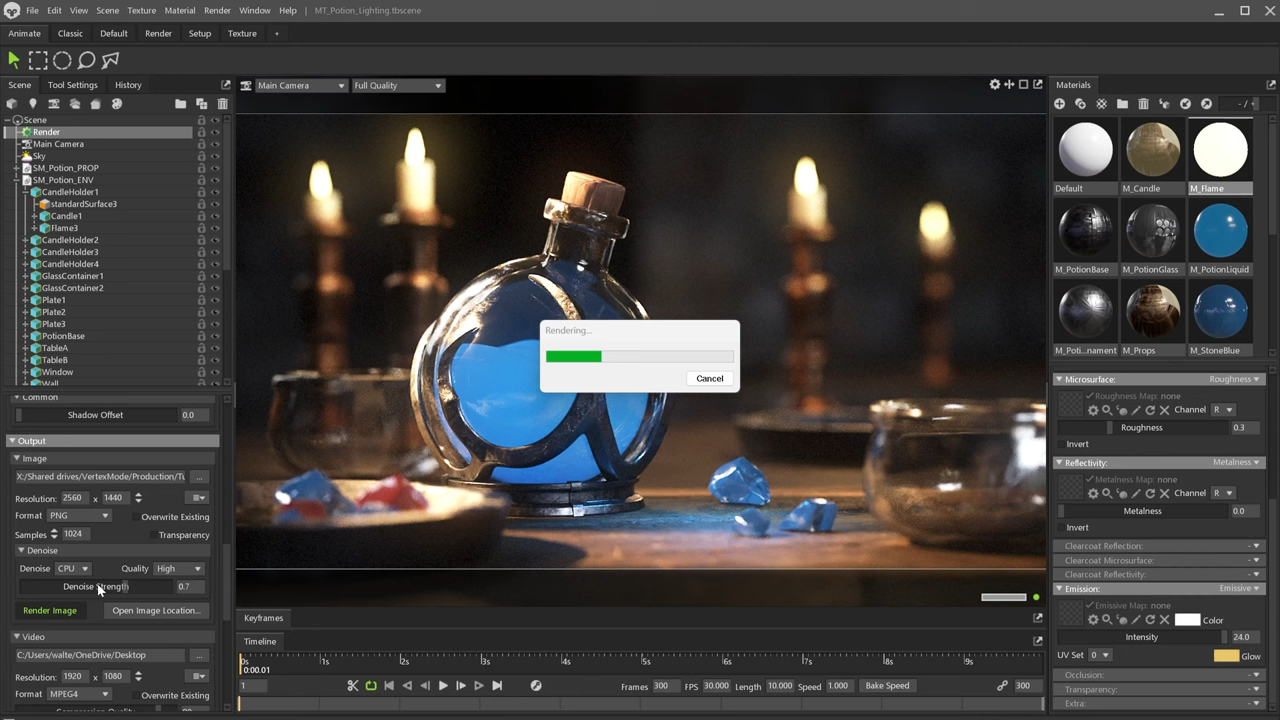 File Edit View Scene Texture Material Render Window Help | MT_Potion_Lighting.tbscene
Animate Classic Default Render Setup Texture +
Scene Tool Settings History
Main Camera Full Quality
Materials
- /
Scene
Render
Main Camera
Sky
SM_Potion_PROP
SM_Potion_ENV
CandleHolder1
standardSurface3
Candle1
Flame3
CandleHolder2
CandleHolder3
CandleHolder4
GlassContainer1
GlassContainer2
Plate1
Plate2
Plate3
PotionBase
TableA
TableB
Window
Wall
Default M_Candle M_Flame
M_PotionBase M_PotionGlass M_PotionLiquid
M_Poti...nament M_Props M_StoneBlue
Rendering...
Cancel
Common
Shadow Offset 0.0
Output
Image
X:/Shared drives/VertexMode/Production/Tu ...
Resolution: 2560 x 1440
Format PNG Overwrite Existing
Samples 1024 Transparency
Denoise
Denoise CPU Quality High
Denoise Strength 0.7
Render Image Open Image Location...
Video
C:/Users/walte/OneDrive/Desktop ...
Resolution: 1920 x 1080
Format MPEG4 Overwrite Existing
Compression Quality
Microsurface: Roughness
Roughness Map: none
Channel R
Roughness 0.3
Invert
Reflectivity: Metalness
Metalness Map: none
Channel R
Metalness 0.0
Invert
Clearcoat Reflection: -
Clearcoat Microsurface: -
Clearcoat Reflectivity: -
Emission: Emissive
Emissive Map: none
Color
Intensity 24.0
UV Set 0 Glow
Occlusion: -
Transparency: -
Extra: -
Keyframes
Timeline
0s 1s 2s 3s 4s 5s 6s 7s 8s 9s
0:00.01
1 Frames 300 FPS 30.000 Length 10.000 Speed 1.000 Bake Speed 300